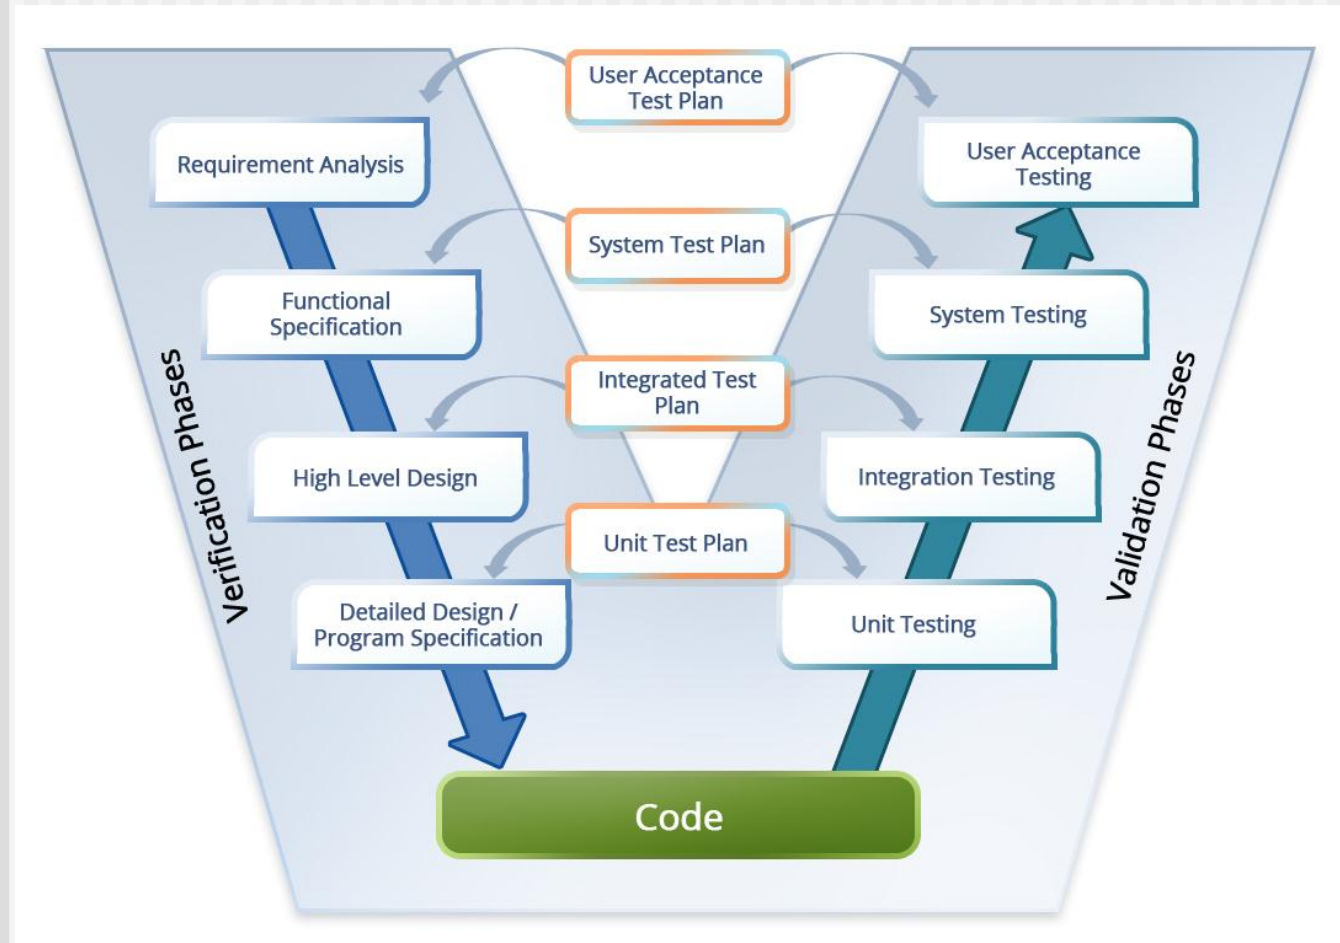 User Acceptance
Test Plan
Requirement Analysis
User Acceptance
Testing
System Test Plan
Functional
Specification
System Testing
Integrated Test
Plan
High Level Design
Integration Testing
Unit Test Plan
Detailed Design /
Program Specification
Unit Testing
Verification Phases
Validation Phases
Code